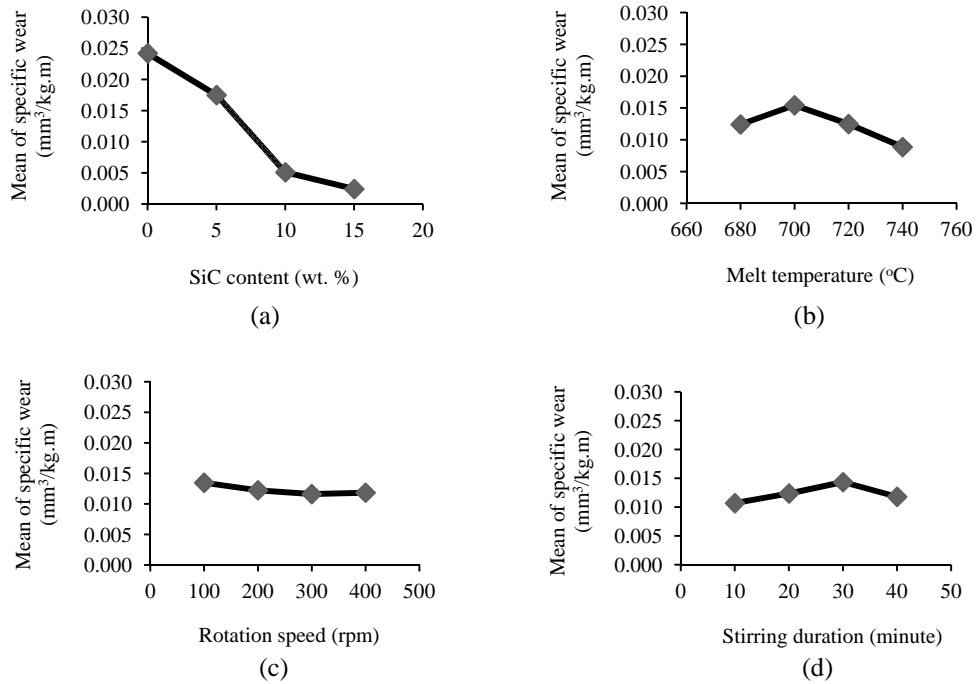 Mean of specific wear
(mm³/kg.m)
0.030
0.025
0.020
0.015
0.010
0.005
0.000
0 5 10 15 20
SiC content (wt. %)
(a)
Mean of specific wear
(mm³/kg.m)
0.030
0.025
0.020
0.015
0.010
0.005
0.000
660 680 700 720 740 760
Melt temperature (°C)
(b)
Mean of specific wear
(mm³/kg.m)
0.030
0.025
0.020
0.015
0.010
0.005
0.000
0 100 200 300 400 500
Rotation speed (rpm)
(c)
Mean of specific wear
(mm³/kg.m)
0.030
0.025
0.020
0.015
0.010
0.005
0.000
0 10 20 30 40 50
Stirring duration (minute)
(d)